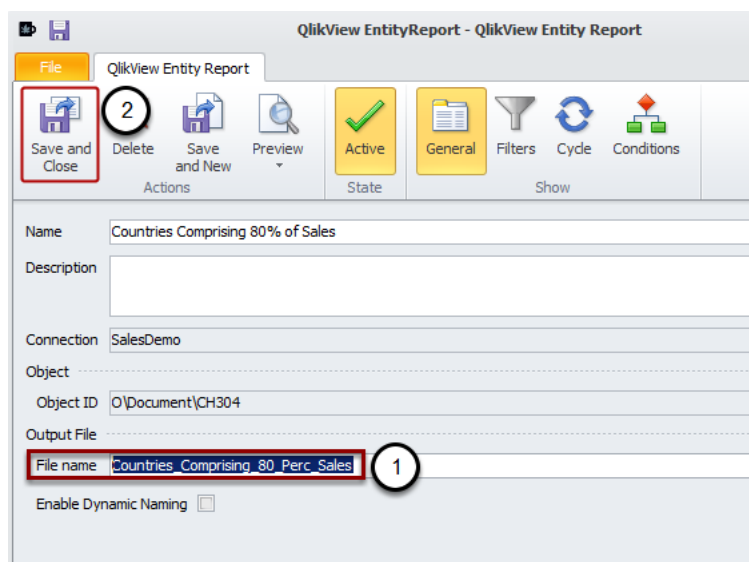 QlikView EntityReport - QlikView Entity Report
File QlikView Entity Report
Save and Close
2
Delete
Save and New
Preview
Active
General
Filters
Cycle
Conditions
Actions
State
Show
Name Countries Comprising 80% of Sales
Description
Connection SalesDemo
Object
Object ID O\Document\CH304
Output File
File name Countries_Comprising_80_Perc_Sales 1
Enable Dynamic Naming